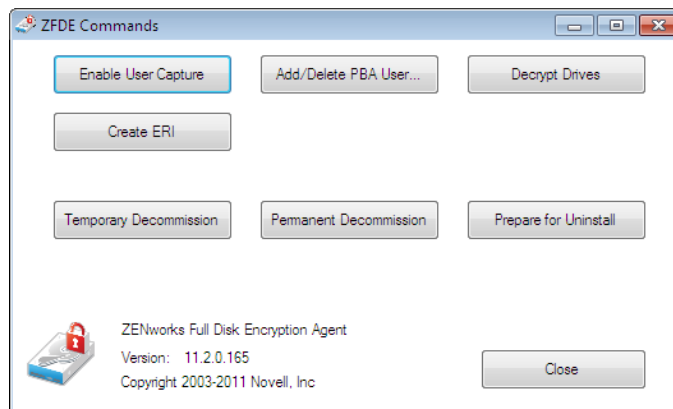 ZFDE Commands
Enable User Capture
Add/Delete PBA User...
Decrypt Drives
Create ERI
Temporary Decommission
Permanent Decommission
Prepare for Uninstall
ZENworks Full Disk Encryption Agent
Version: 11.2.0.165
Copyright 2003-2011 Novell, Inc
Close